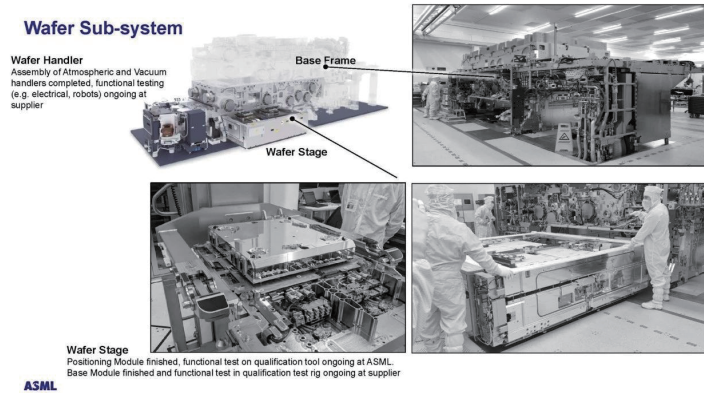 Wafer Sub-system
Wafer Handler
Assembly of Atmospheric and Vacuum
handlers completed, functional testing
(e.g. electrical, robots) ongoing at
supplier
Base Frame
Wafer Stage
Wafer Stage
Positioning Module finished, functional test on qualification tool ongoing at ASML.
Base Module finished and functional test in qualification test rig ongoing at supplier
ASML